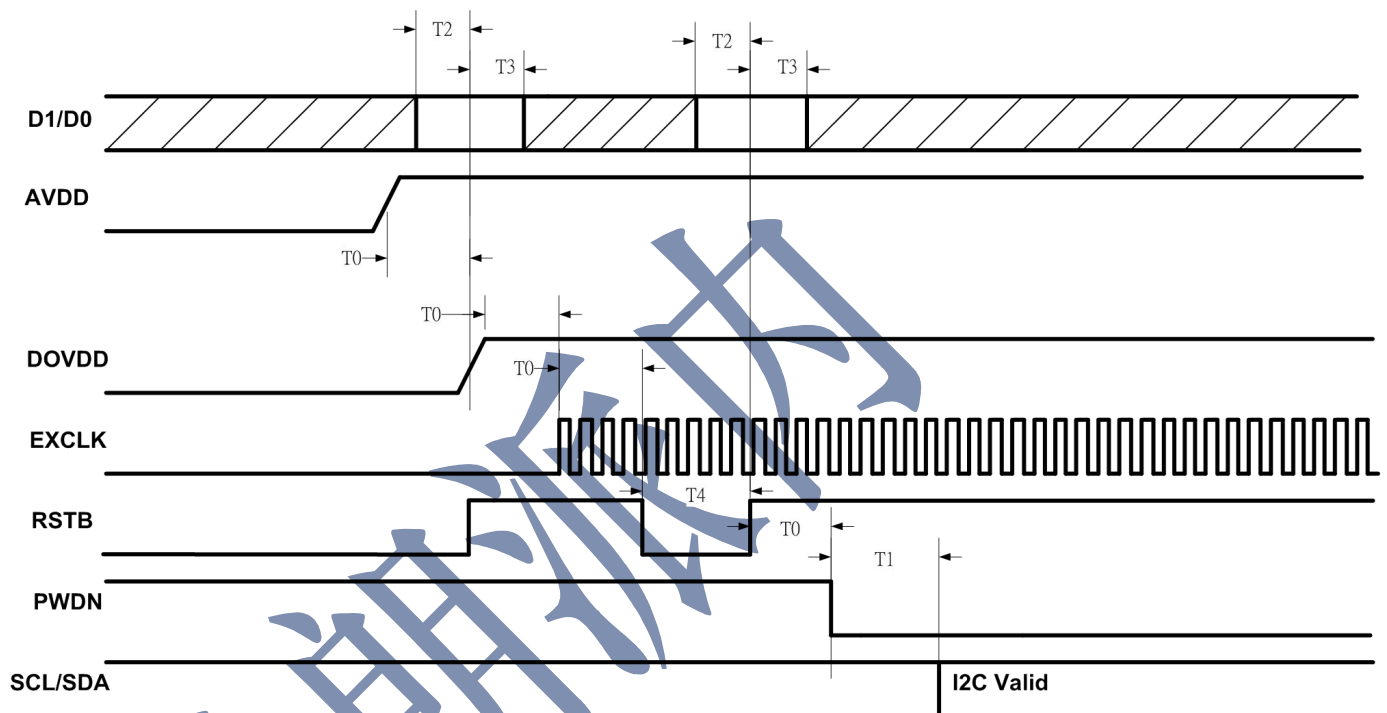 T2
T2
T3
T3
D1/D0
AVDD
T0
T0
DOVDD
T0
EXCLK
T4
RSTB
T0
T1
PWDN
SCL/SDA
I2C Valid